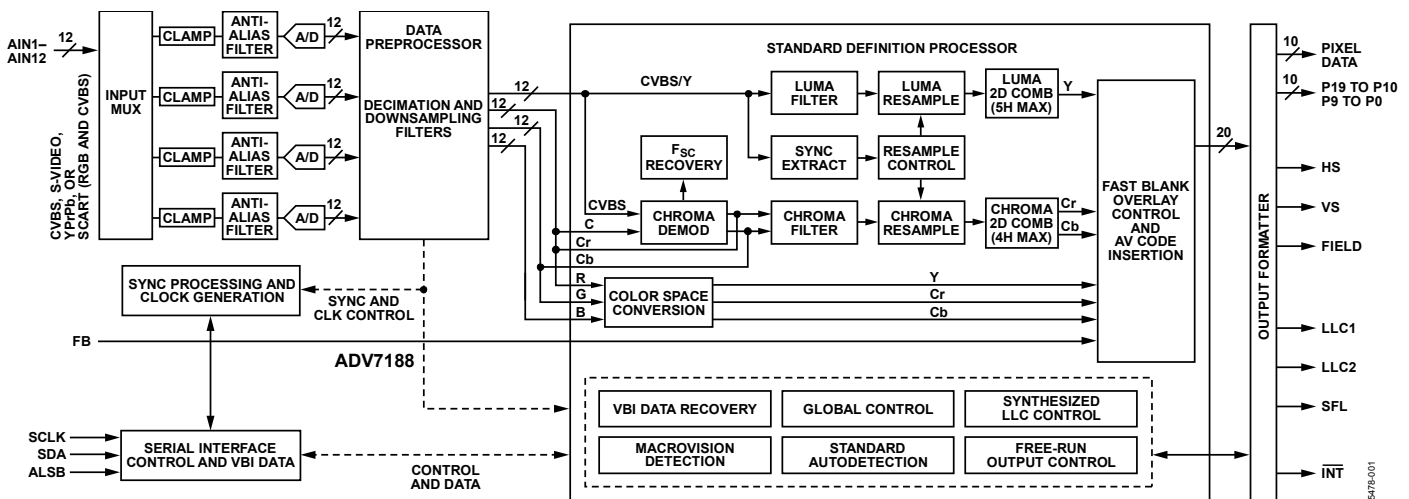 AIN1–
AIN12
12
INPUT
MUX
CVBS, S-VIDEO,
YPrPb, OR
SCART (RGB AND CVBS)
CLAMP
ANTI-
ALIAS
FILTER
A/D
12
CLAMP
ANTI-
ALIAS
FILTER
A/D
12
CLAMP
ANTI-
ALIAS
FILTER
A/D
12
CLAMP
ANTI-
ALIAS
FILTER
A/D
12
DATA
PREPROCESSOR
DECIMATION AND
DOWNSAMPLING
FILTERS
12
12
12
12
STANDARD DEFINITION PROCESSOR
CVBS/Y
LUMA
FILTER
LUMA
RESAMPLE
LUMA
2D COMB
(5H MAX)
Y
FSC
RECOVERY
SYNC
EXTRACT
RESAMPLE
CONTROL
CVBS
C
Cr
Cb
CHROMA
DEMOD
CHROMA
FILTER
CHROMA
RESAMPLE
CHROMA
2D COMB
(4H MAX)
Cr
Cb
R
G
B
COLOR SPACE
CONVERSION
Y
Cr
Cb
FAST BLANK
OVERLAY
CONTROL
AND
AV CODE
INSERTION
20
OUTPUT FORMATTER
10
PIXEL
DATA
10
P19 TO P10
P9 TO P0
HS
VS
FIELD
LLC1
LLC2
SFL
INT
SYNC PROCESSING AND
CLOCK GENERATION
SYNC AND
CLK CONTROL
FB
ADV7188
SCLK
SDA
ALSB
SERIAL INTERFACE
CONTROL AND VBI DATA
CONTROL
AND DATA
VBI DATA RECOVERY
GLOBAL CONTROL
SYNTHESIZED
LLC CONTROL
MACROVISION
DETECTION
STANDARD
AUTODETECTION
FREE-RUN
OUTPUT CONTROL
5478-001